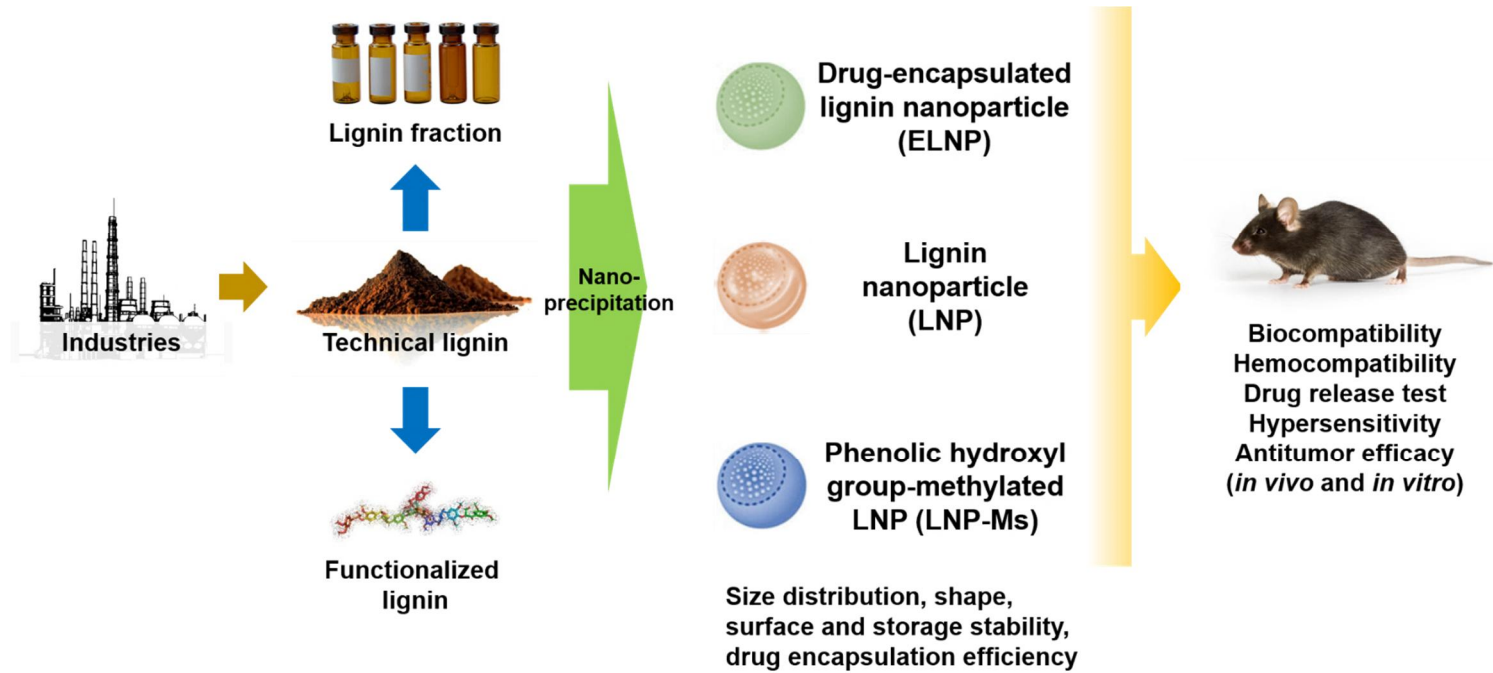 Lignin fraction
Industries
Technical lignin
Functionalized
lignin
Nano-
precipitation
Drug-encapsulated
lignin nanoparticle
(ELNP)
Lignin
nanoparticle
(LNP)
Phenolic hydroxyl
group-methylated
LNP (LNP-Ms)
Size distribution, shape,
surface and storage stability,
drug encapsulation efficiency
Biocompatibility
Hemocompatibility
Drug release test
Hypersensitivity
Antitumor efficacy
(in vivo and in vitro)